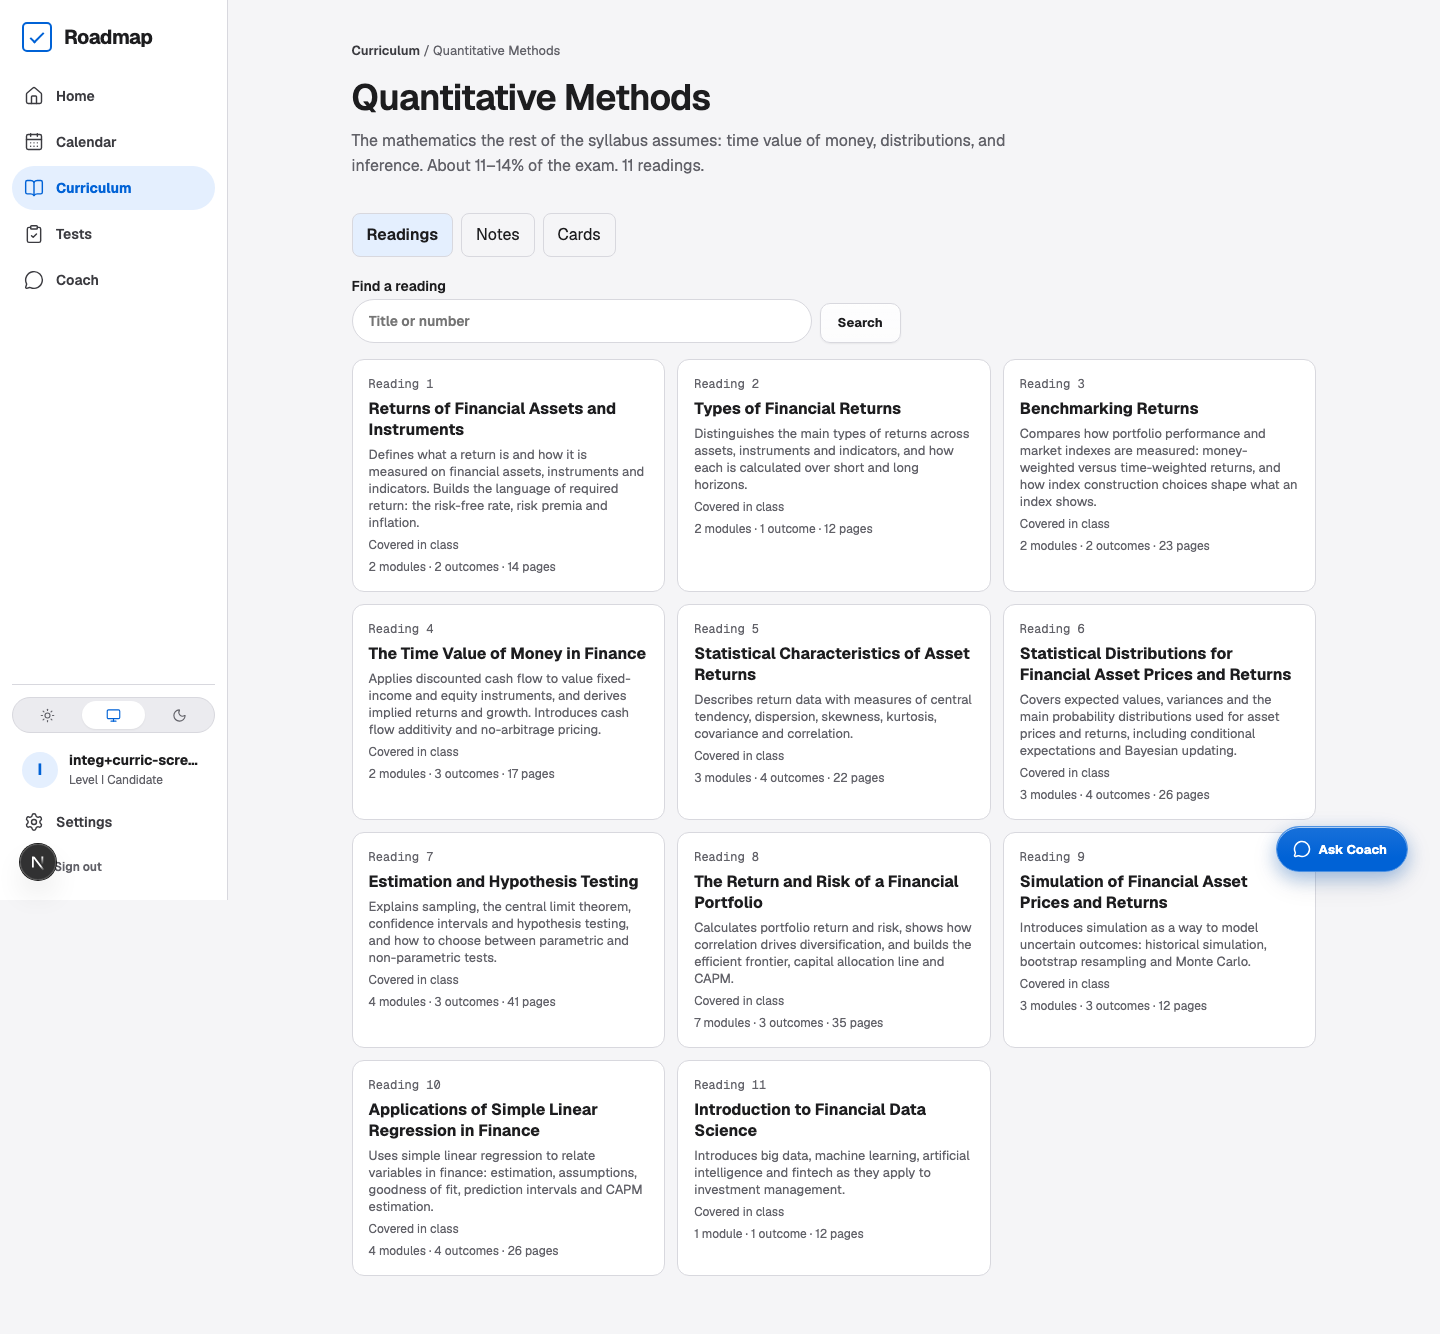 Roadmap
Home
Calendar
Curriculum
Tests
Coach
integ+curric-scre...
Level I Candidate
Settings
N
Sign out
Curriculum / Quantitative Methods
Quantitative Methods
The mathematics the rest of the syllabus assumes: time value of money, distributions, and
inference. About 11–14% of the exam. 11 readings.
Readings
Notes
Cards
Find a reading
Title or number
Search
Reading 1
Returns of Financial Assets and
Instruments
Defines what a return is and how it is
measured on financial assets, instruments and
indicators. Builds the language of required
return: the risk-free rate, risk premia and
inflation.
Covered in class
2 modules · 2 outcomes · 14 pages
Reading 2
Types of Financial Returns
Distinguishes the main types of returns across
assets, instruments and indicators, and how
each is calculated over short and long
horizons.
Covered in class
2 modules · 1 outcome · 12 pages
Reading 3
Benchmarking Returns
Compares how portfolio performance and
market indexes are measured: money-
weighted versus time-weighted returns, and
how index construction choices shape what an
index shows.
Covered in class
2 modules · 2 outcomes · 23 pages
Reading 4
The Time Value of Money in Finance
Applies discounted cash flow to value fixed-
income and equity instruments, and derives
implied returns and growth. Introduces cash
flow additivity and no-arbitrage pricing.
Covered in class
2 modules · 3 outcomes · 17 pages
Reading 5
Statistical Characteristics of Asset
Returns
Describes return data with measures of central
tendency, dispersion, skewness, kurtosis,
covariance and correlation.
Covered in class
3 modules · 4 outcomes · 22 pages
Reading 6
Statistical Distributions for
Financial Asset Prices and Returns
Covers expected values, variances and the
main probability distributions used for asset
prices and returns, including conditional
expectations and Bayesian updating.
Covered in class
3 modules · 4 outcomes · 26 pages
Reading 7
Estimation and Hypothesis Testing
Explains sampling, the central limit theorem,
confidence intervals and hypothesis testing,
and how to choose between parametric and
non-parametric tests.
Covered in class
4 modules · 3 outcomes · 41 pages
Reading 8
The Return and Risk of a Financial
Portfolio
Calculates portfolio return and risk, shows how
correlation drives diversification, and builds the
efficient frontier, capital allocation line and
CAPM.
Covered in class
7 modules · 3 outcomes · 35 pages
Reading 9
Simulation of Financial Asset
Prices and Returns
Introduces simulation as a way to model
uncertain outcomes: historical simulation,
bootstrap resampling and Monte Carlo.
Covered in class
3 modules · 3 outcomes · 12 pages
Ask Coach
Reading 10
Applications of Simple Linear
Regression in Finance
Uses simple linear regression to relate
variables in finance: estimation, assumptions,
goodness of fit, prediction intervals and CAPM
estimation.
Covered in class
4 modules · 4 outcomes · 26 pages
Reading 11
Introduction to Financial Data
Science
Introduces big data, machine learning, artificial
intelligence and fintech as they apply to
investment management.
Covered in class
1 module · 1 outcome · 12 pages